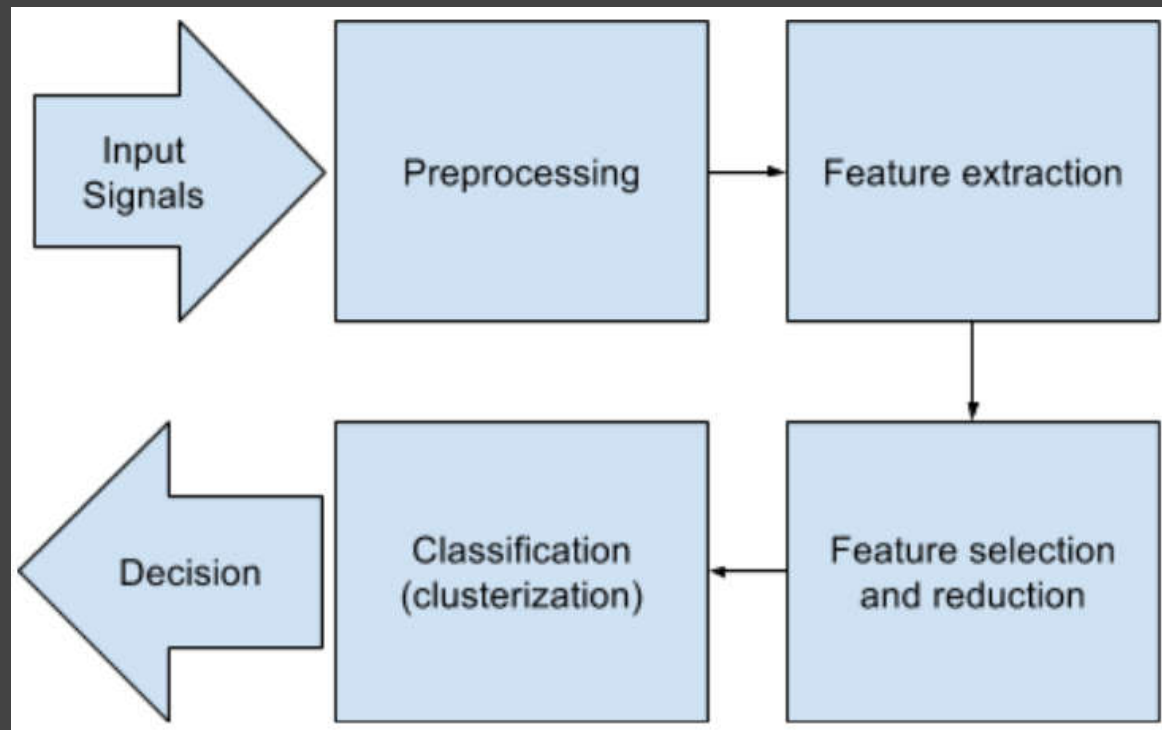 Input
Signals
Preprocessing
Feature extraction
Feature selection
and reduction
Classification
(clusterization)
Decision